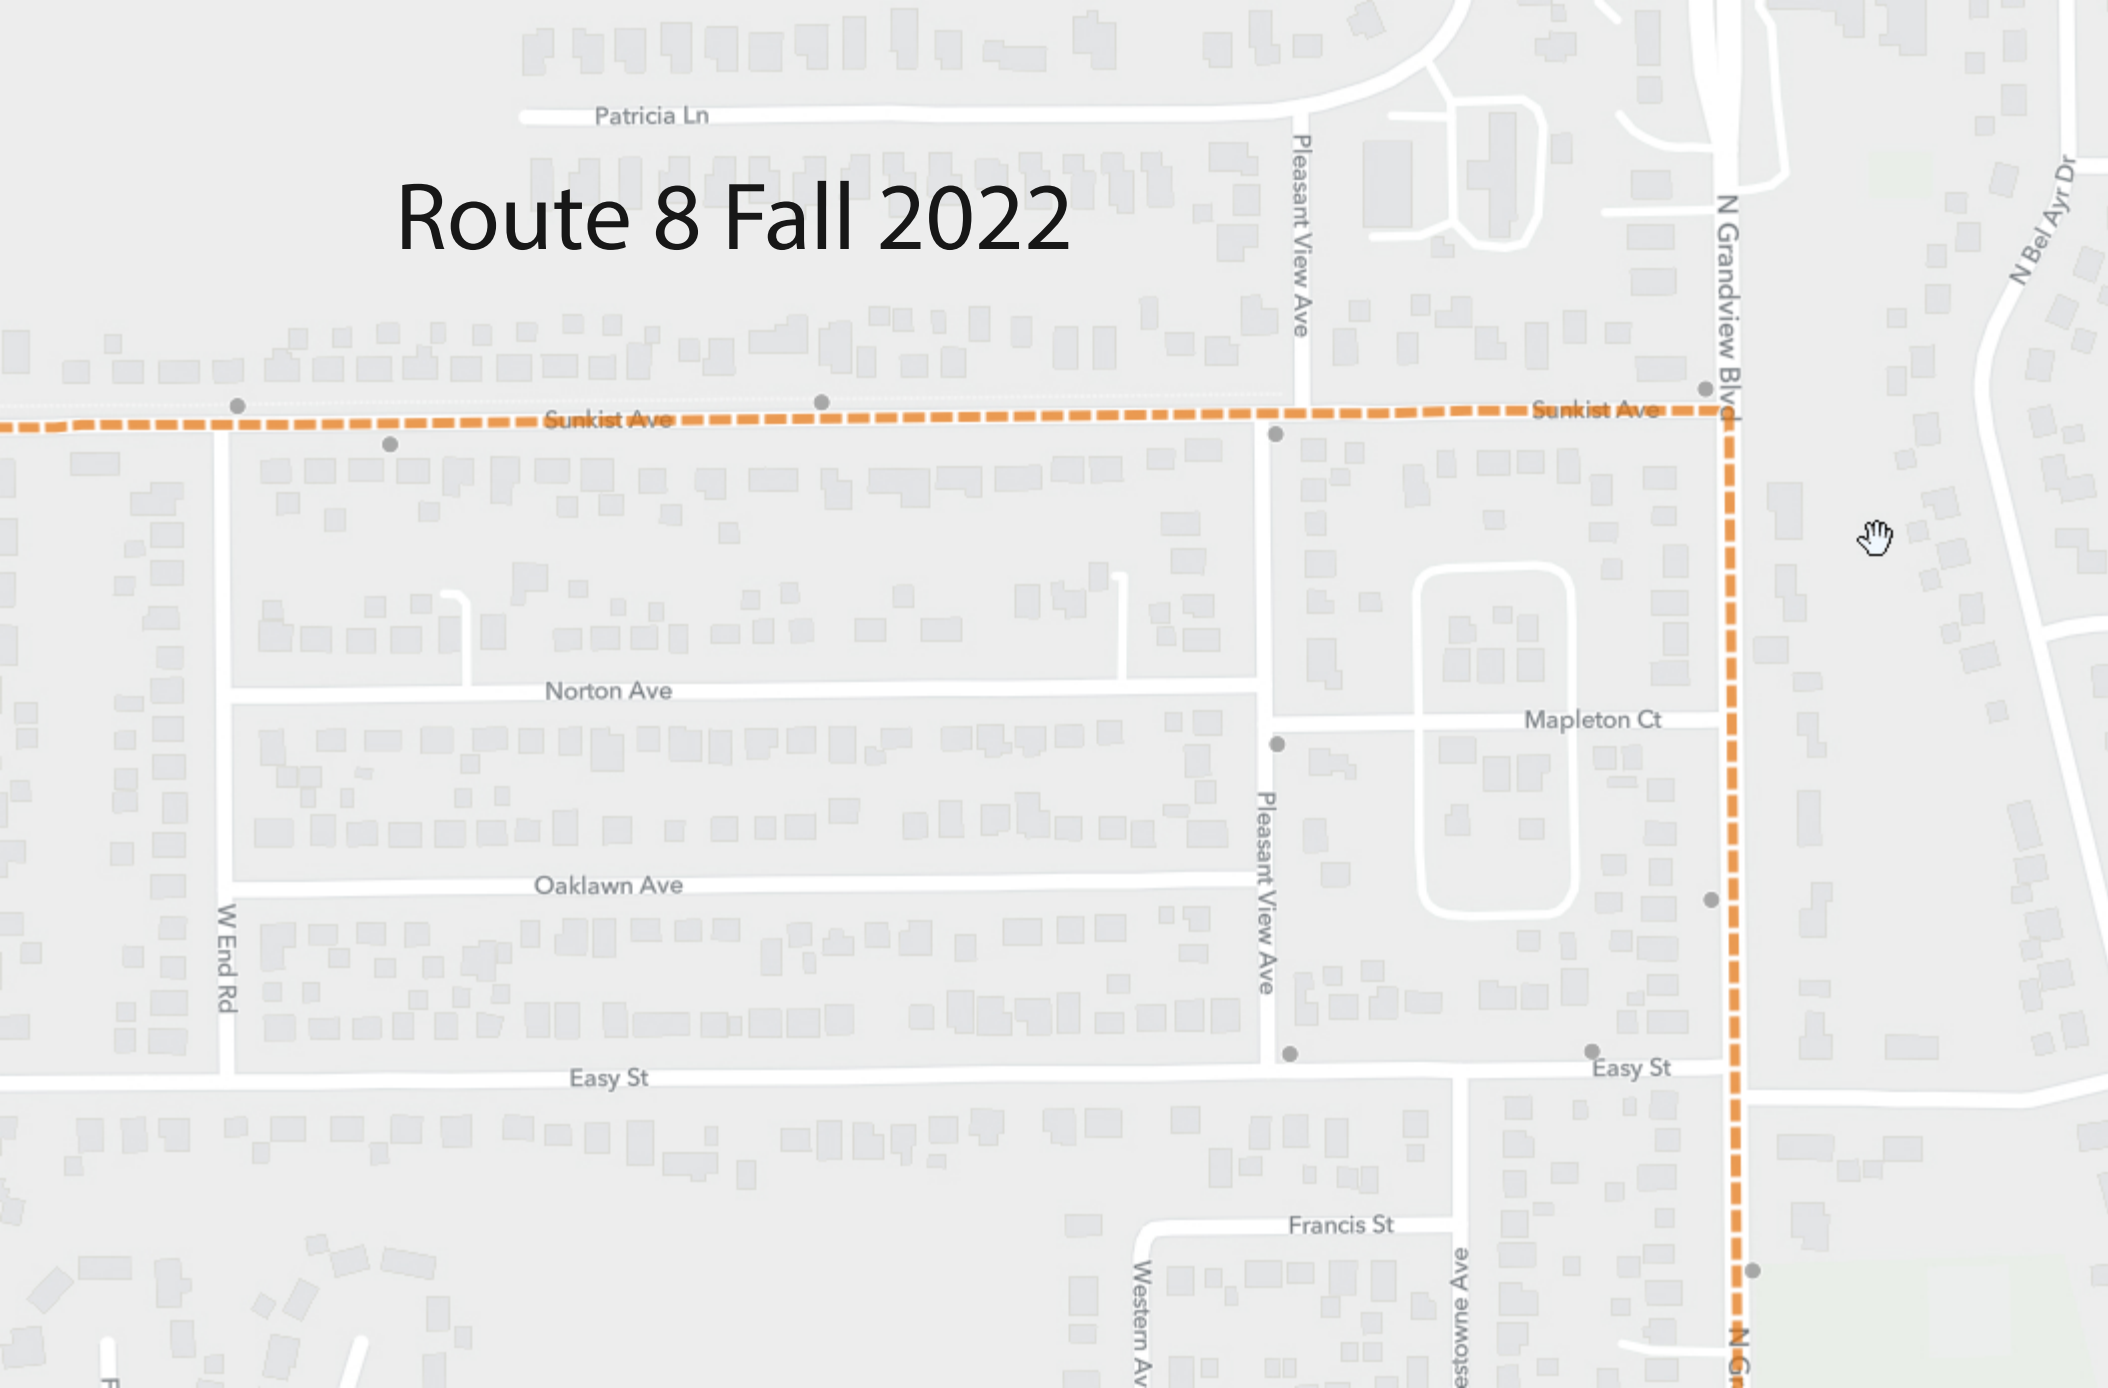 Patricia Ln
Route 8 Fall 2022
Pleasant View Ave
N Grandview Blvd
N Bel Ayr Dr
Sunkist Ave
Sunkist Ave
Norton Ave
Mapleton Ct
Oaklawn Ave
Pleasant View Ave
W End Rd
Easy St
Easy St
Francis St
Western Av
estowne Ave
N Gr
F